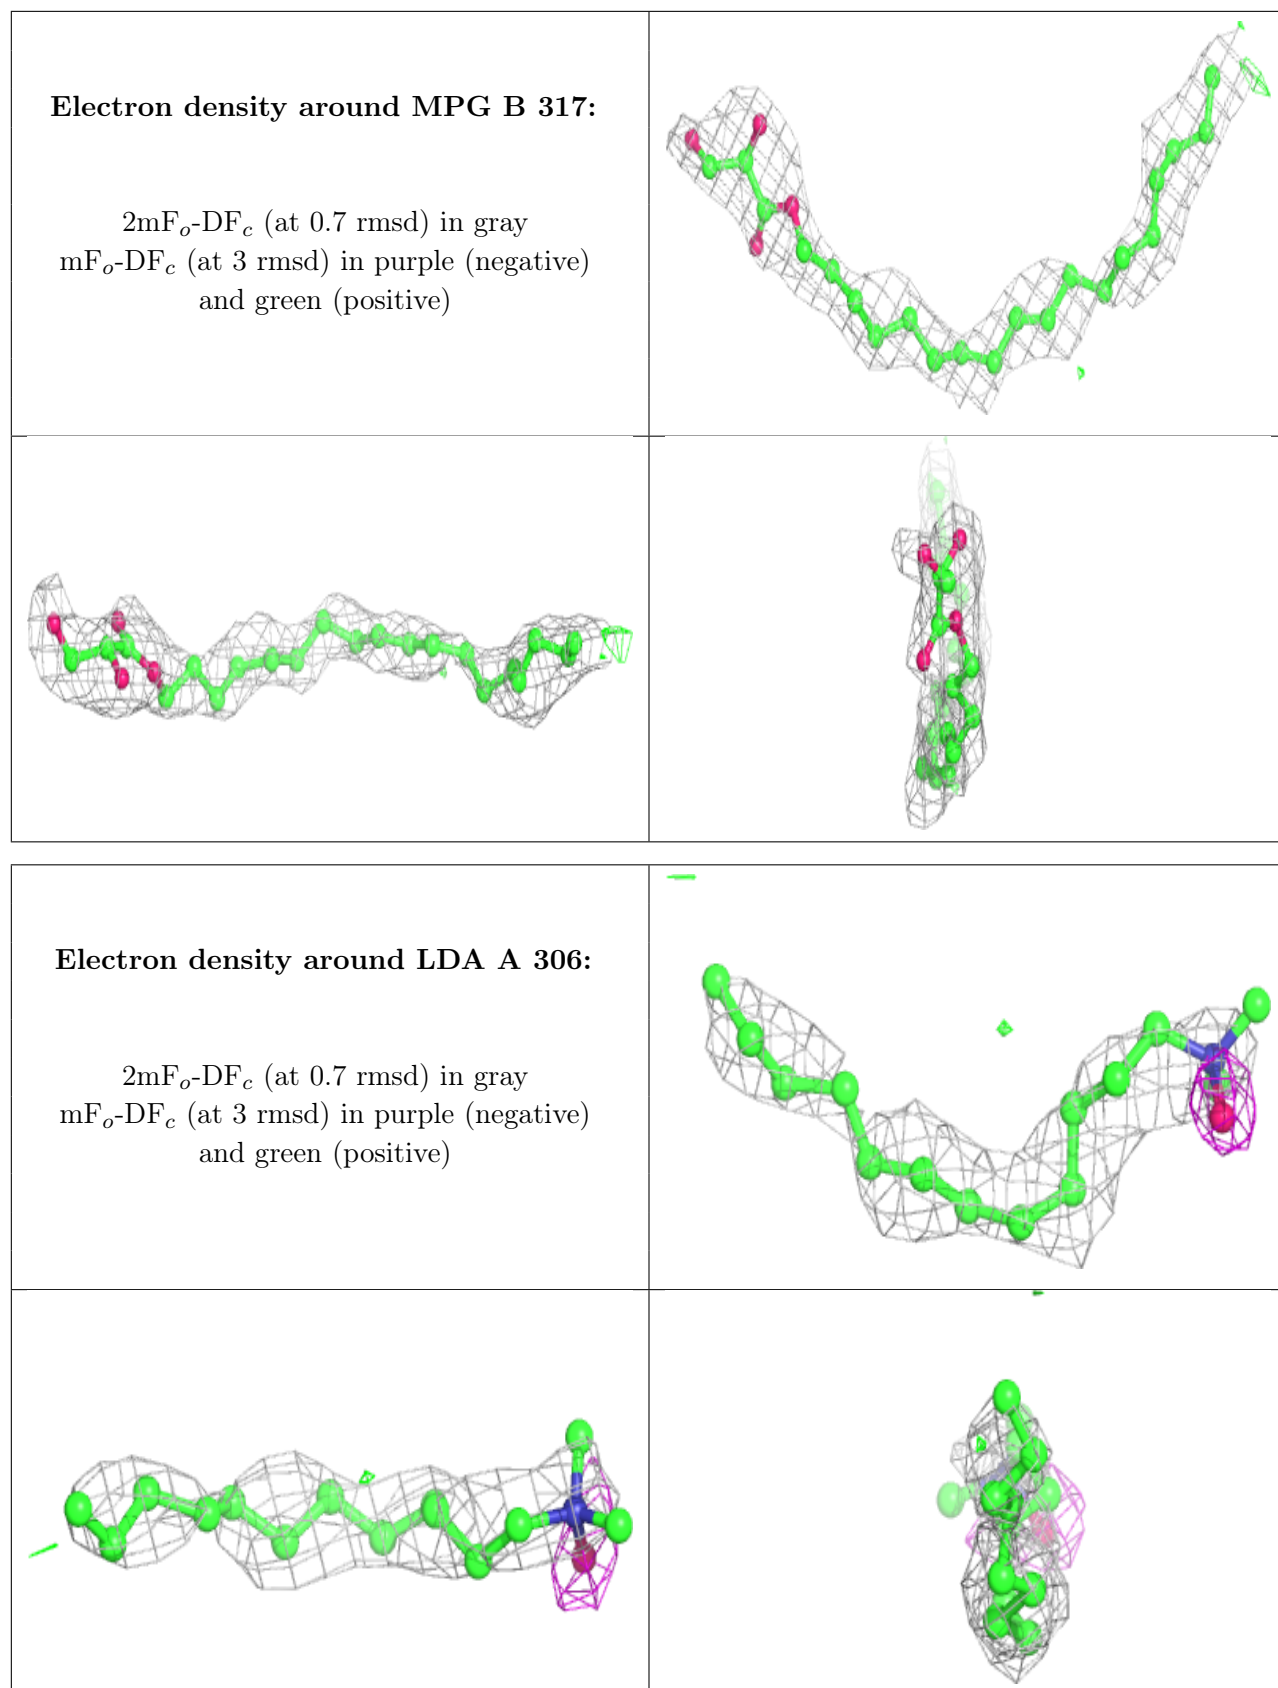 Electron density around MPG B 317:
2mFo-DFc (at 0.7 rmsd) in gray
mFo-DFc (at 3 rmsd) in purple (negative)
and green (positive)
Electron density around LDA A 306:
2mFo-DFc (at 0.7 rmsd) in gray
mFo-DFc (at 3 rmsd) in purple (negative)
and green (positive)